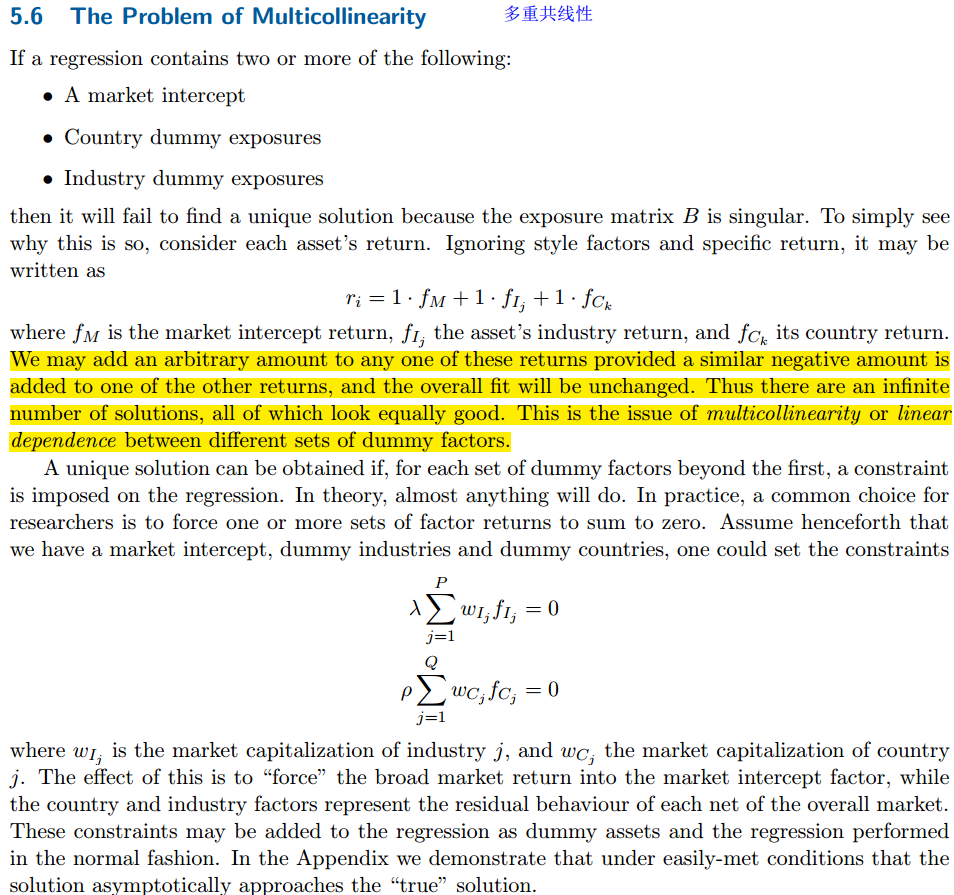 5.6 The Problem of Multicollinearity 多重共线性
If a regression contains two or more of the following:
• A market intercept
• Country dummy exposures
• Industry dummy exposures
then it will fail to find a unique solution because the exposure matrix B is singular. To simply see
why this is so, consider each asset's return. Ignoring style factors and specific return, it may be
written as
r_i = 1 · f_M + 1 · f_{I_j} + 1 · f_{C_k}
where f_M is the market intercept return, f_{I_j} the asset's industry return, and f_{C_k} its country return.
We may add an arbitrary amount to any one of these returns provided a similar negative amount is
added to one of the other returns, and the overall fit will be unchanged. Thus there are an infinite
number of solutions, all of which look equally good. This is the issue of multicollinearity or linear
dependence between different sets of dummy factors.
A unique solution can be obtained if, for each set of dummy factors beyond the first, a constraint
is imposed on the regression. In theory, almost anything will do. In practice, a common choice for
researchers is to force one or more sets of factor returns to sum to zero. Assume henceforth that
we have a market intercept, dummy industries and dummy countries, one could set the constraints
λ ∑_{j=1}^{P} w_{I_j} f_{I_j} = 0
ρ ∑_{j=1}^{Q} w_{C_j} f_{C_j} = 0
where w_{I_j} is the market capitalization of industry j, and w_{C_j} the market capitalization of country
j. The effect of this is to “force” the broad market return into the market intercept factor, while
the country and industry factors represent the residual behaviour of each net of the overall market.
These constraints may be added to the regression as dummy assets and the regression performed
in the normal fashion. In the Appendix we demonstrate that under easily-met conditions that the
solution asymptotically approaches the “true” solution.